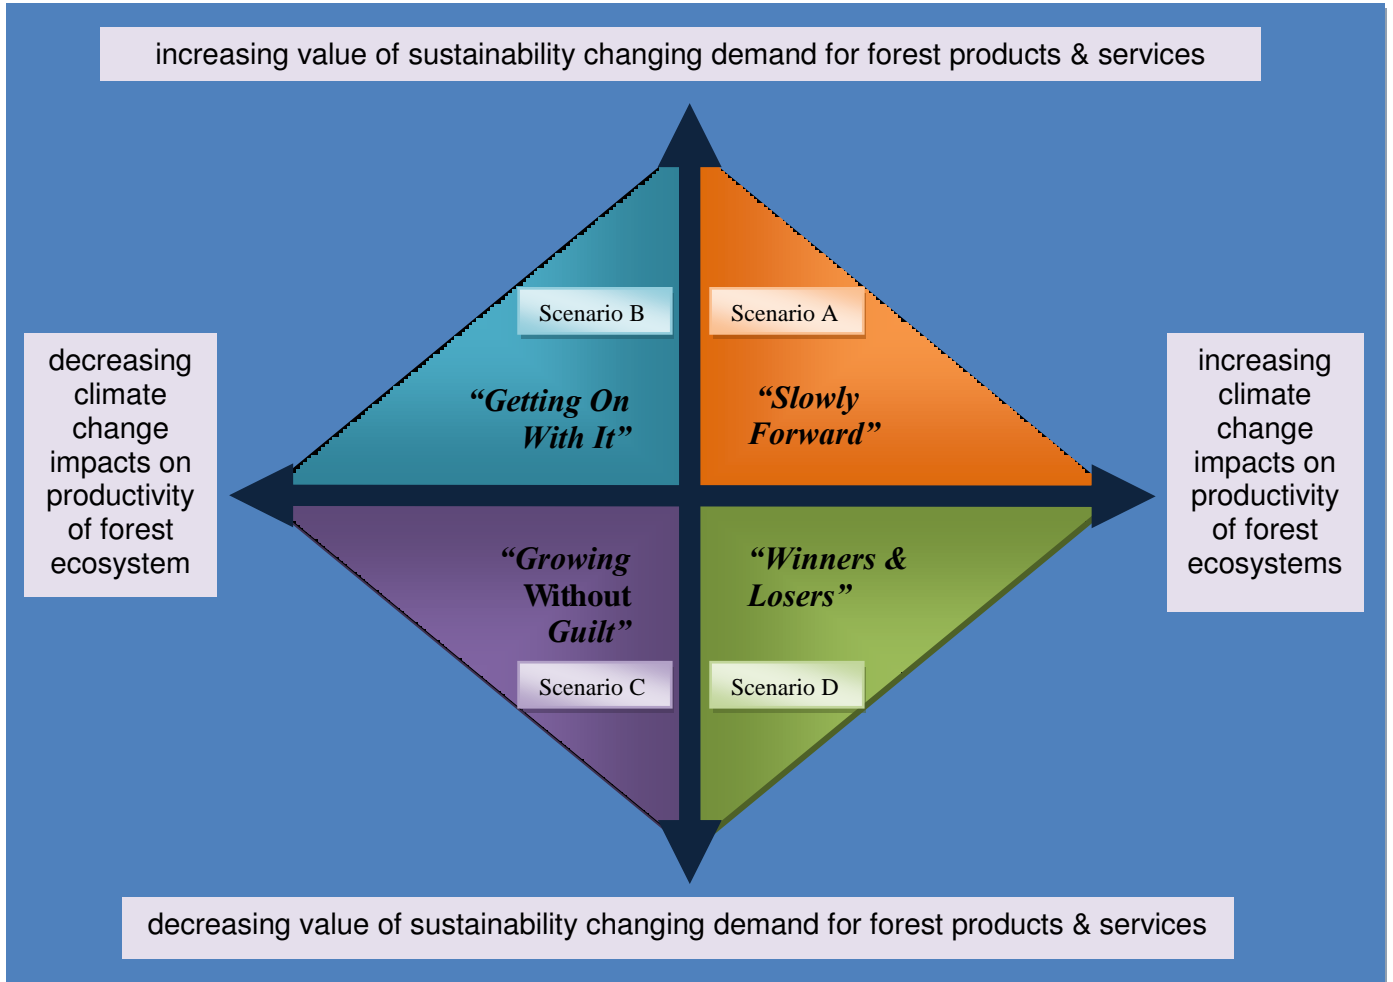 increasing value of sustainability changing demand for forest products & services
Scenario B
Scenario A
“Getting On
With It”
“Slowly
Forward”
decreasing
climate
change
impacts on
productivity
of forest
ecosystem
increasing
climate
change
impacts on
productivity
of forest
ecosystems
“Growing
Without
Guilt”
“Winners &
Losers”
Scenario C
Scenario D
decreasing value of sustainability changing demand for forest products & services